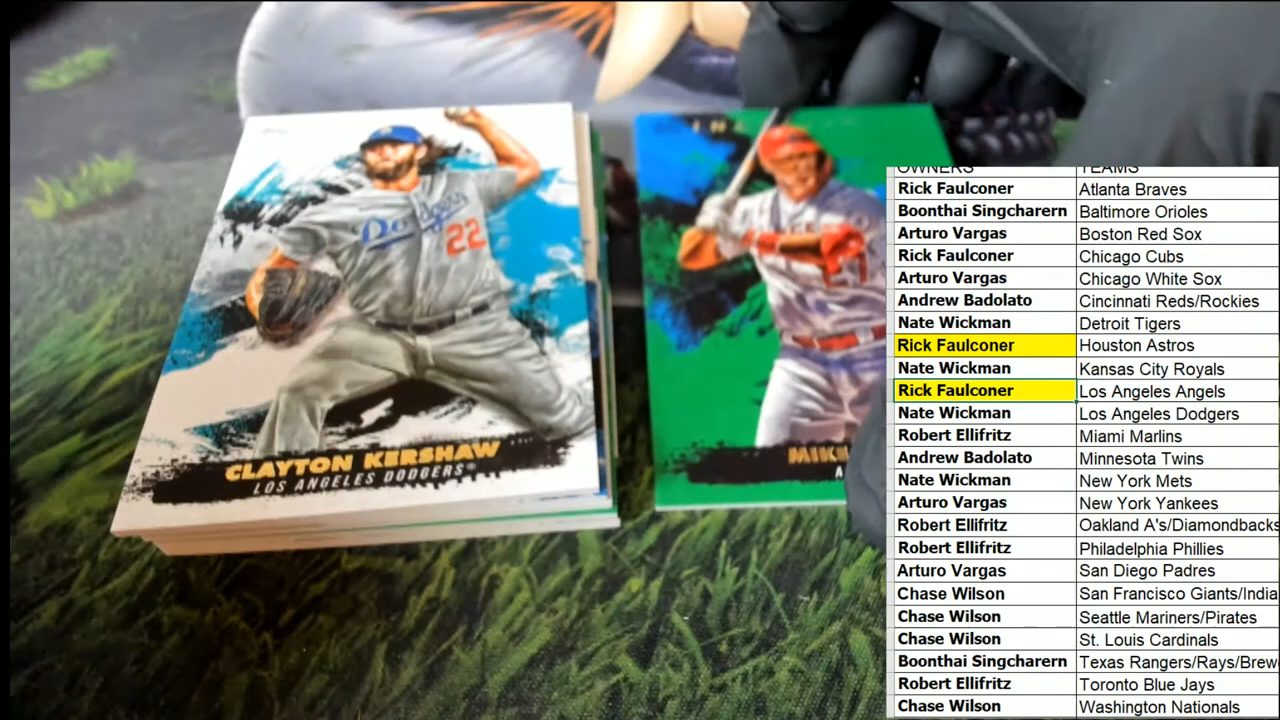 Dodgers
22
CLAYTON KERSHAW
LOS ANGELES DODGERS
OWNERS TEAMS
Rick Faulconer Atlanta Braves
Boonthai Singcharern Baltimore Orioles
Arturo Vargas Boston Red Sox
Rick Faulconer Chicago Cubs
Arturo Vargas Chicago White Sox
Andrew Badolato Cincinnati Reds/Rockies
Nate Wickman Detroit Tigers
Rick Faulconer Houston Astros
Nate Wickman Kansas City Royals
Rick Faulconer Los Angeles Angels
Nate Wickman Los Angeles Dodgers
Robert Ellifritz Miami Marlins
Andrew Badolato Minnesota Twins
Nate Wickman New York Mets
Arturo Vargas New York Yankees
Robert Ellifritz Oakland A's/Diamondbacks
Robert Ellifritz Philadelphia Phillies
Arturo Vargas San Diego Padres
Chase Wilson San Francisco Giants/India
Chase Wilson Seattle Mariners/Pirates
Chase Wilson St. Louis Cardinals
Boonthai Singcharern Texas Rangers/Rays/Brew
Robert Ellifritz Toronto Blue Jays
Chase Wilson Washington Nationals